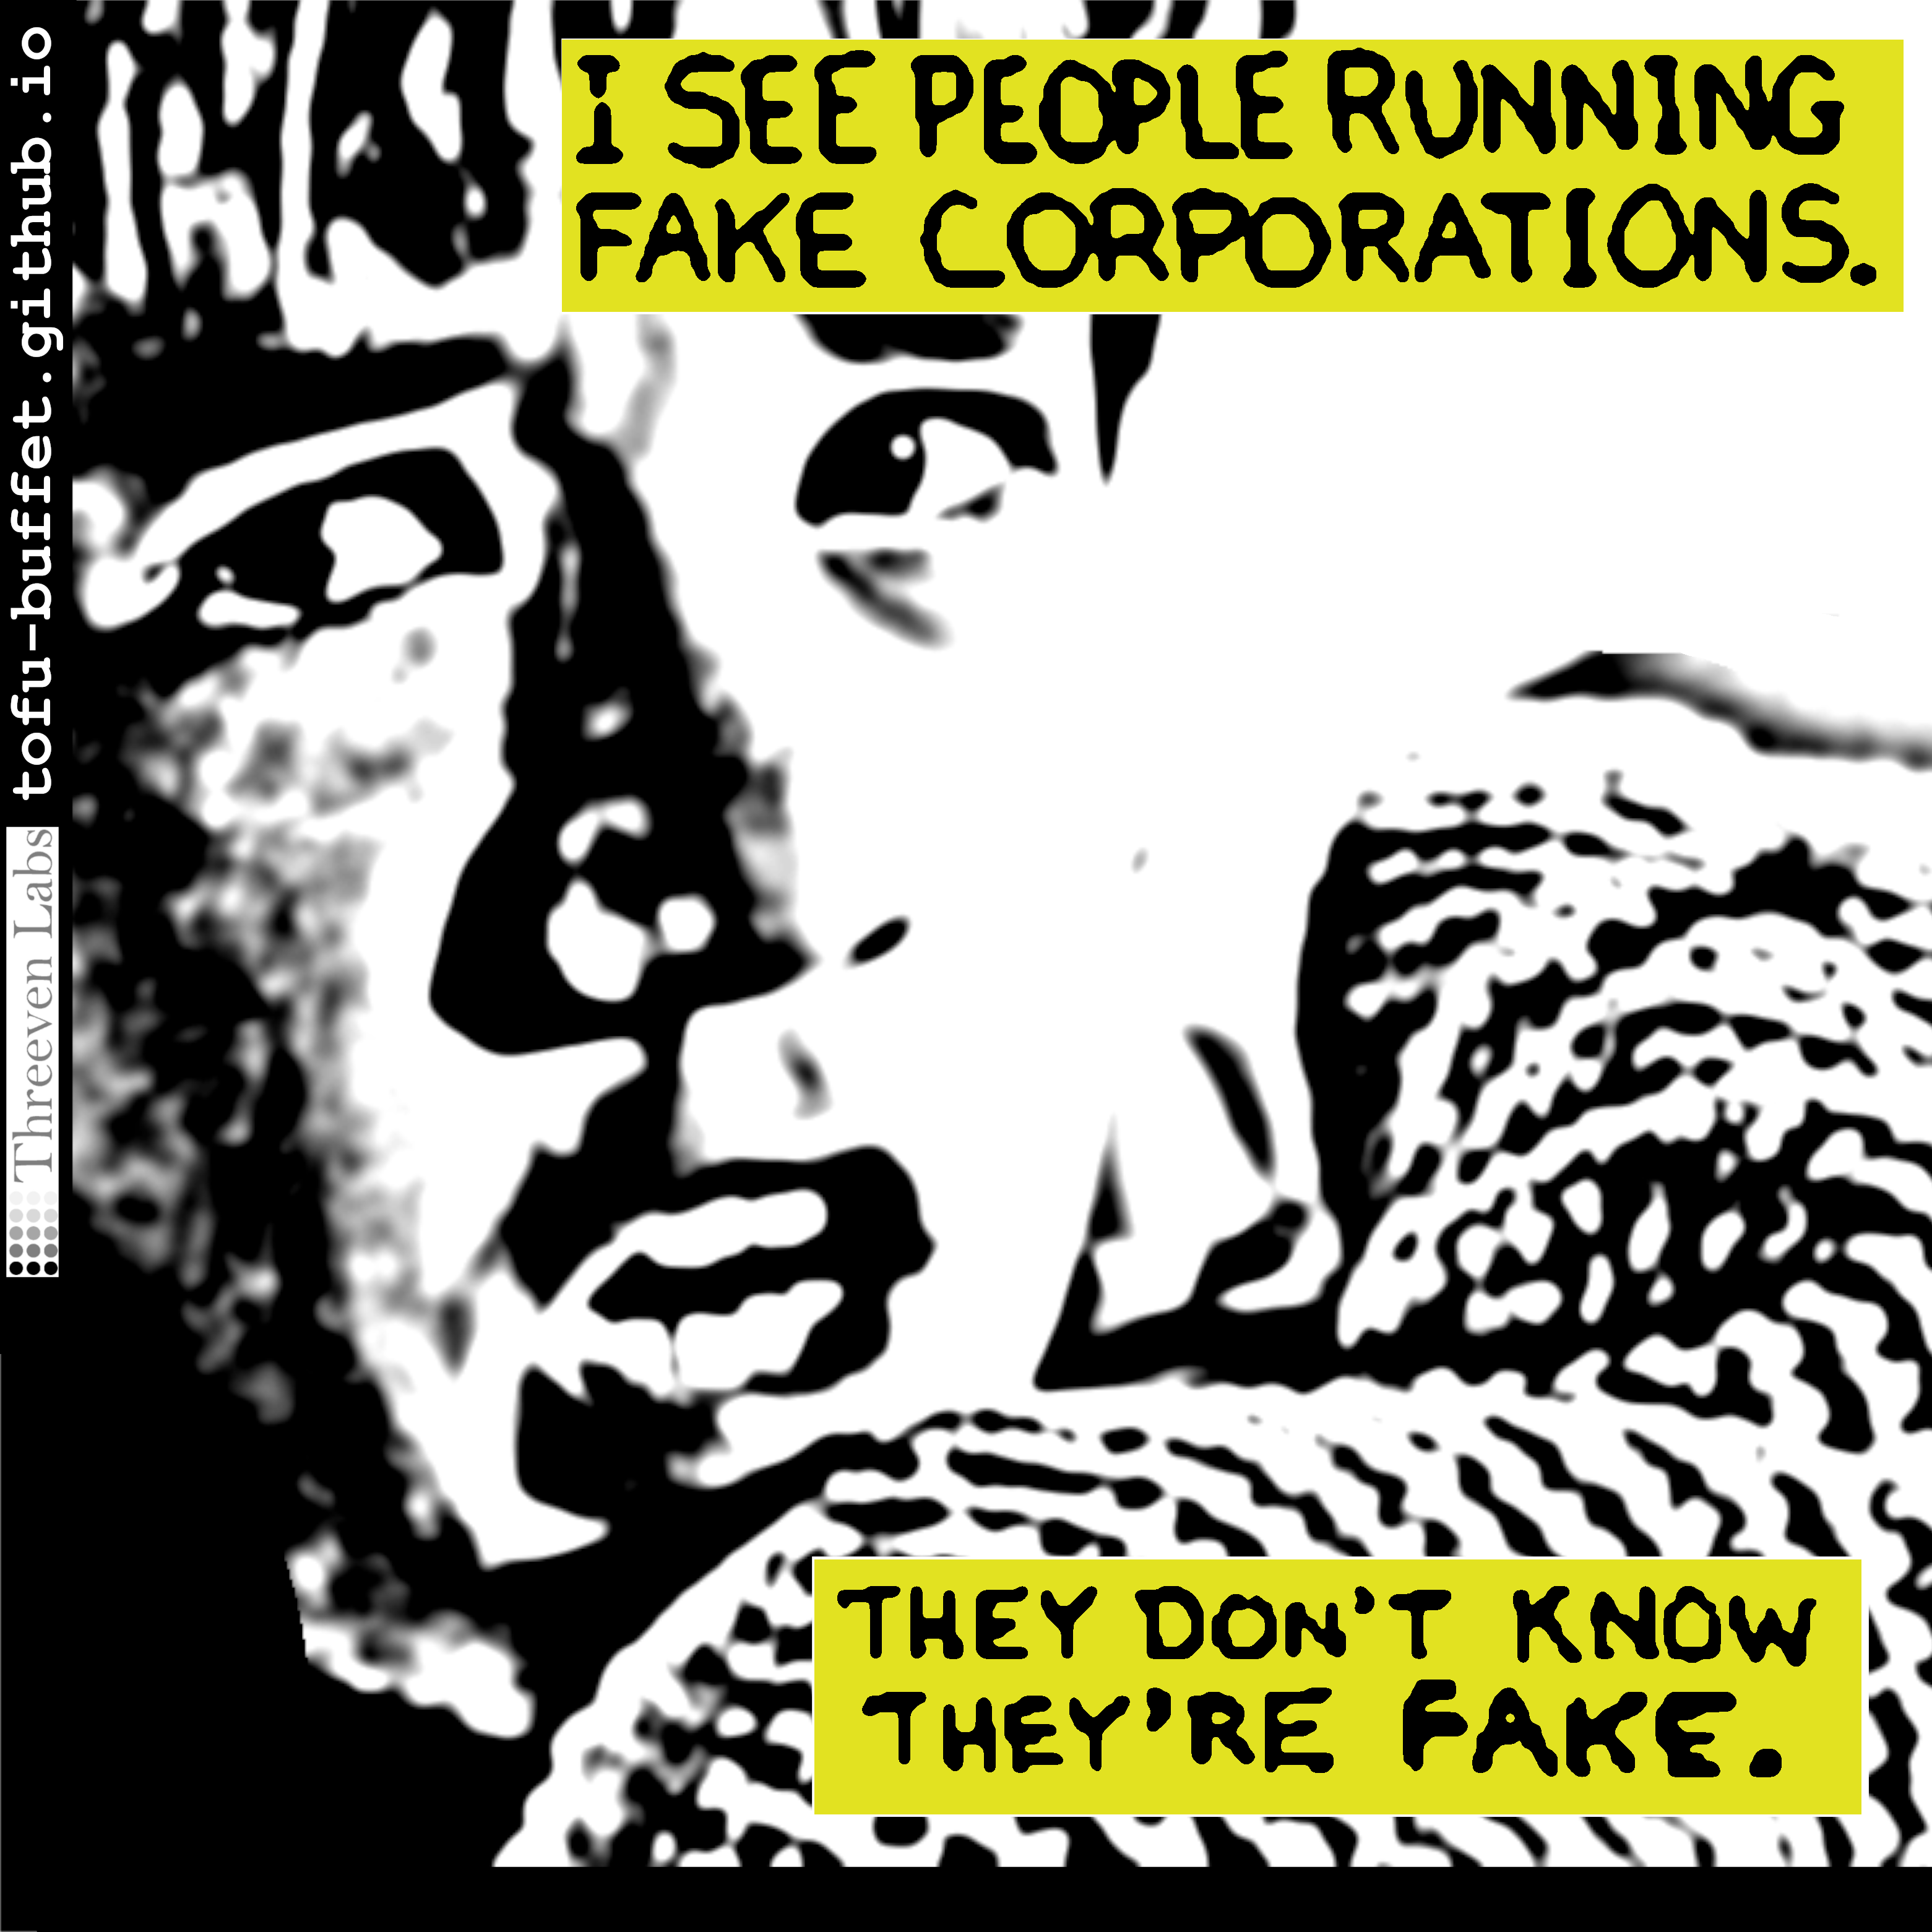 I SEE PEOPLE RUNNING
FAKE CORPORATIONS.
THEY DON'T KNOW
THEY'RE FAKE.
tofu-buffet.github.io
Threeven Labs